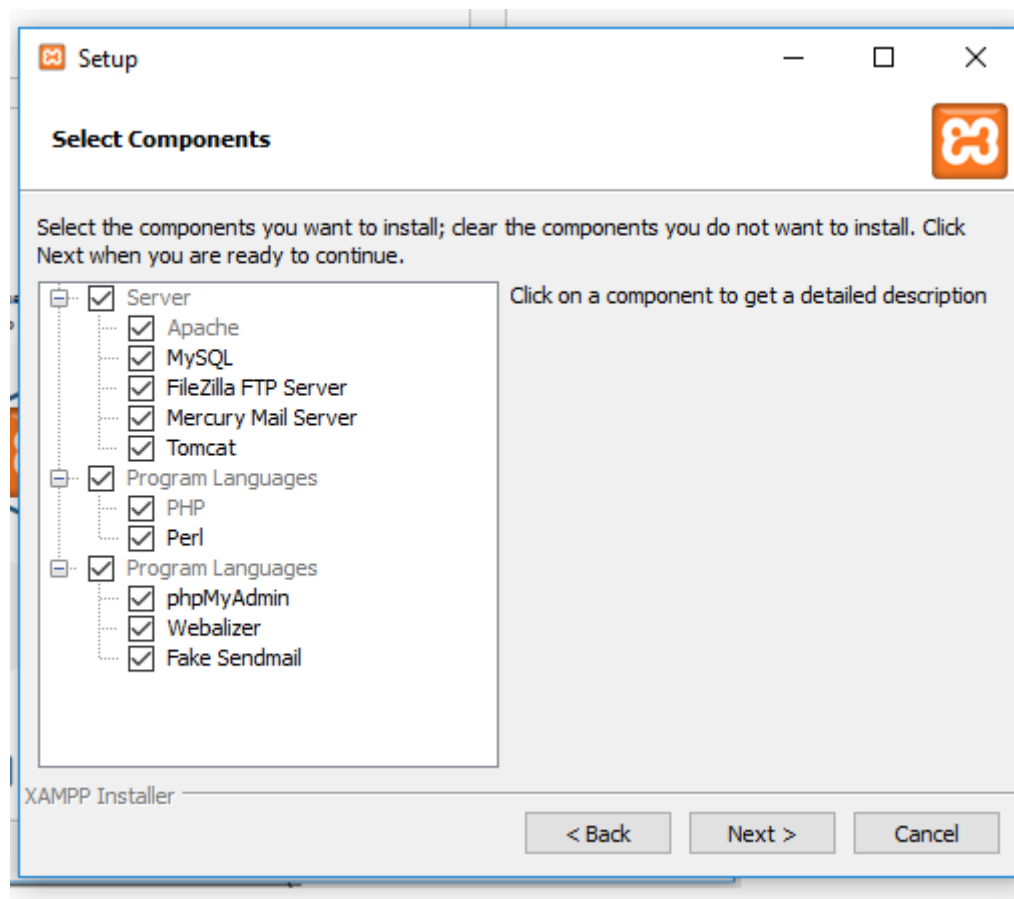 Setup
Select Components
Select the components you want to install; clear the components you do not want to install. Click
Next when you are ready to continue.
Server
Apache
MySQL
FileZilla FTP Server
Mercury Mail Server
Tomcat
Program Languages
PHP
Perl
Program Languages
phpMyAdmin
Webalizer
Fake Sendmail
Click on a component to get a detailed description
XAMPP Installer
< Back
Next >
Cancel